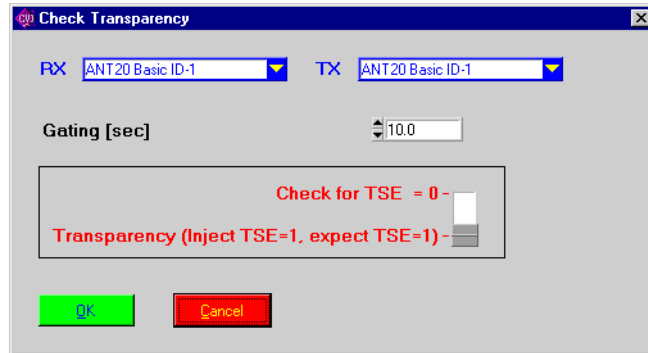 CVI Check Transparency
RX ANT20 Basic ID-1 TX ANT20 Basic ID-1
Gating [sec] 10.0
Check for TSE = 0
Transparency (Inject TSE=1, expect TSE=1)
OK Cancel